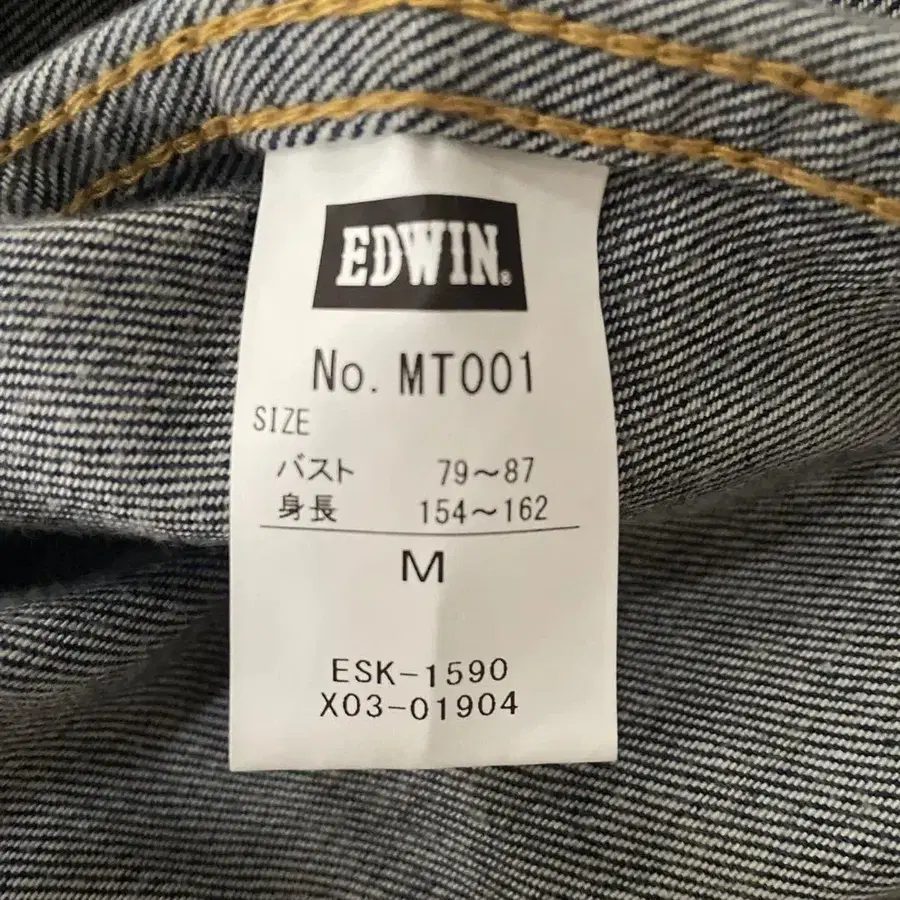 EDWIN®
No. MT001
SIZE
バスト 79～87
身長 154～162
M
ESK-1590
X03-01904